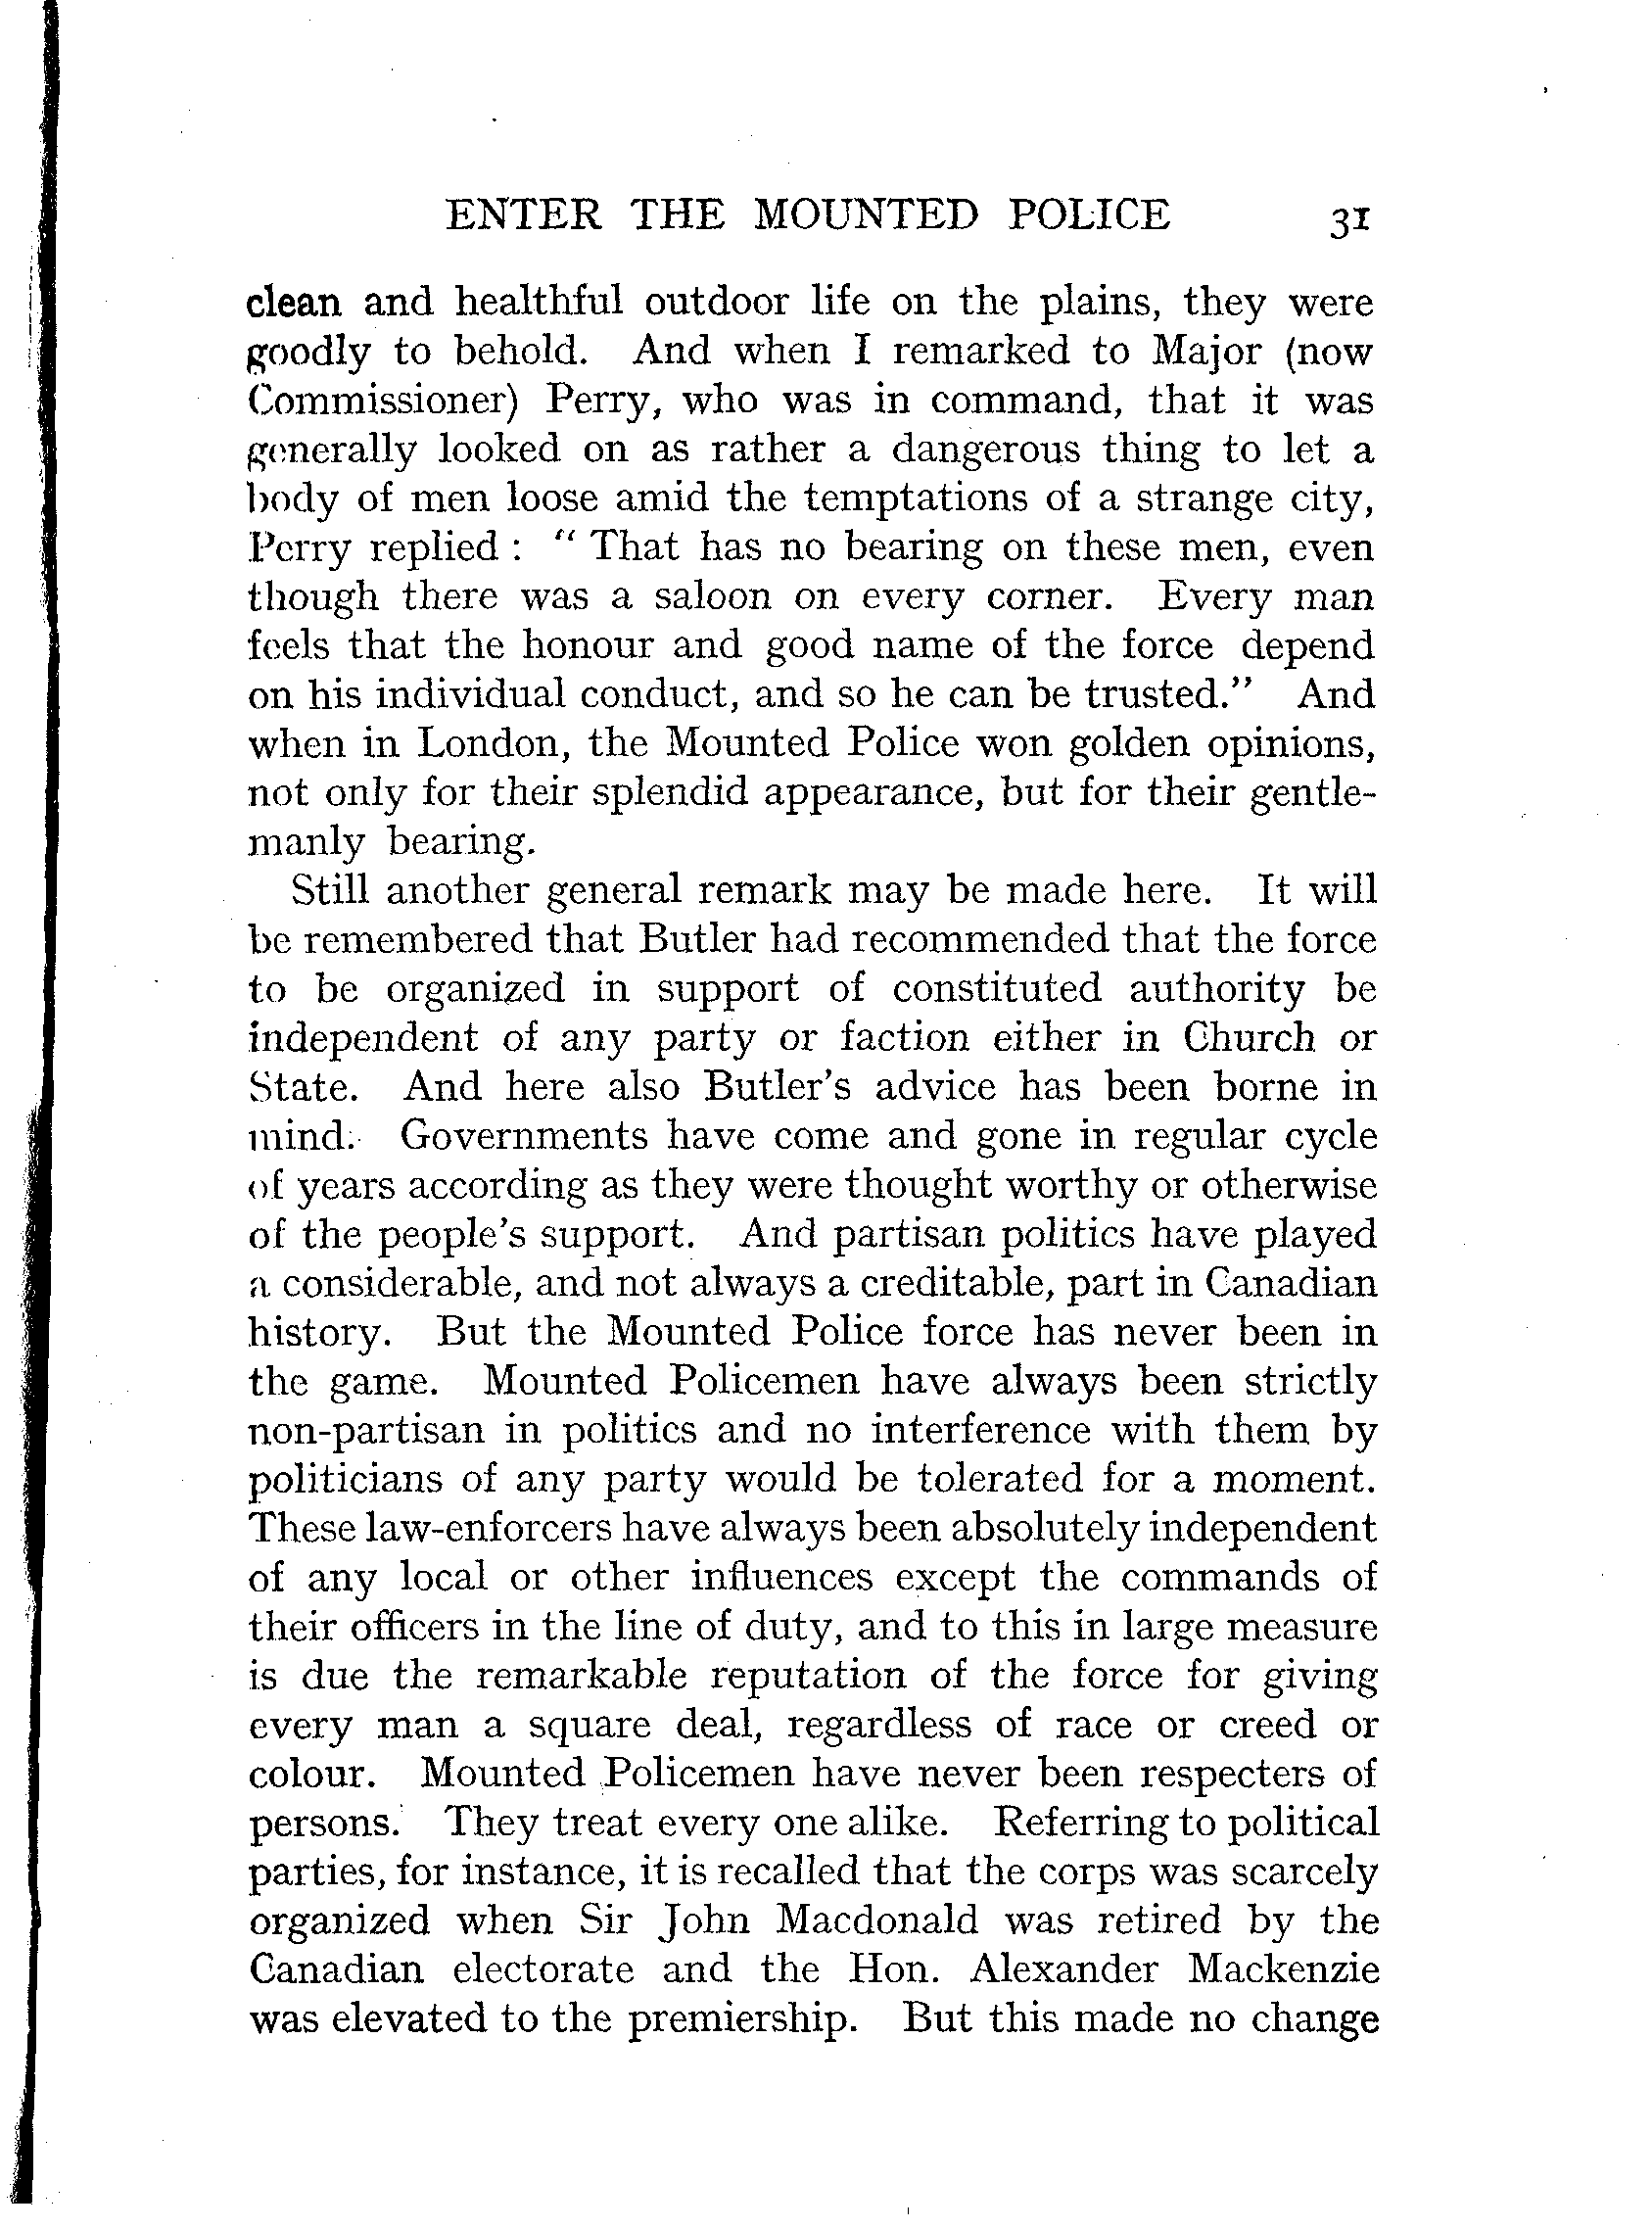 ENTER THE MOUNTED POLICE 31
clean and healthful outdoor life on the plains, they were
goodly to behold. And when I remarked to Major (now
Commissioner) Perry, who was in command, that it was
generally looked on as rather a dangerous thing to let a
body of men loose amid the temptations of a strange city,
Perry replied : " That has no bearing on these men, even
though there was a saloon on every corner. Every man
feels that the honour and good name of the force depend
on his individual conduct, and so he can be trusted." And
when in London, the Mounted Police won golden opinions,
not only for their splendid appearance, but for their gentle-
manly bearing.
Still another general remark may be made here. It will
be remembered that Butler had recommended that the force
to be organized in support of constituted authority be
independent of any party or faction either in Church or
State. And here also Butler's advice has been borne in
mind. Governments have come and gone in regular cycle
of years according as they were thought worthy or otherwise
of the people's support. And partisan politics have played
a considerable, and not always a creditable, part in Canadian
history. But the Mounted Police force has never been in
the game. Mounted Policemen have always been strictly
non-partisan in politics and no interference with them by
politicians of any party would be tolerated for a moment.
These law-enforcers have always been absolutely independent
of any local or other influences except the commands of
their officers in the line of duty, and to this in large measure
is due the remarkable reputation of the force for giving
every man a square deal, regardless of race or creed or
colour. Mounted Policemen have never been respecters of
persons. They treat every one alike. Referring to political
parties, for instance, it is recalled that the corps was scarcely
organized when Sir John Macdonald was retired by the
Canadian electorate and the Hon. Alexander Mackenzie
was elevated to the premiership. But this made no change